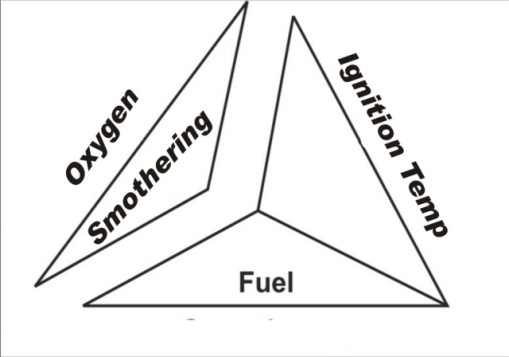 Oxygen
Smothering
Ignition Temp
Fuel